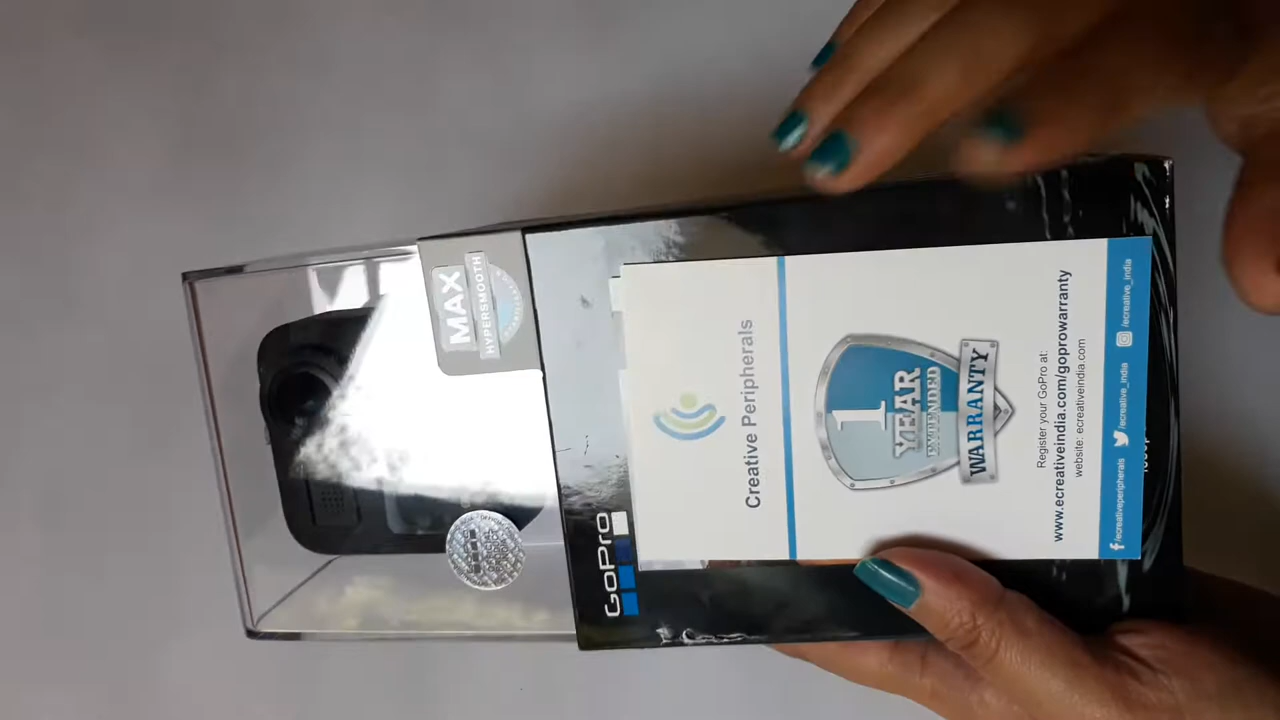 MAX
HYPERSMOOTH
GoPro
Creative Peripherals
1
YEAR
EXTENDED
WARRANTY
Register your GoPro at:
www.ecreativeindia.com/goprowarranty
website: ecreativeindia.com
/ecreativeperipherals /ecreative_india /ecreative_india